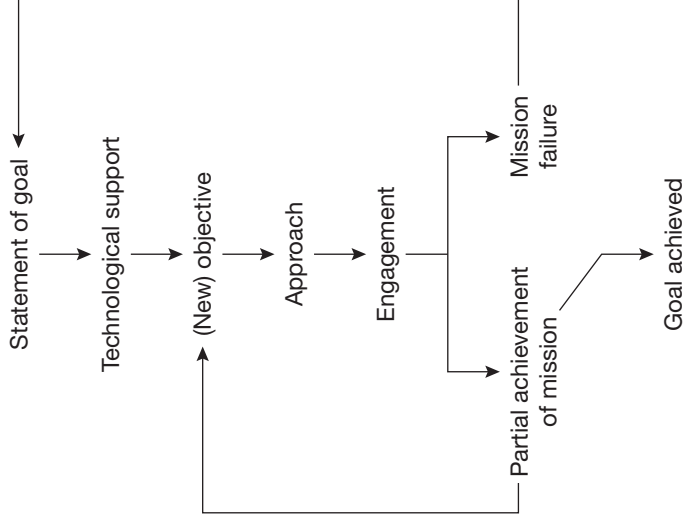 Statement of goal
Technological support
(New) objective
Approach
Engagement
Partial achievement
of mission
Mission
failure
Goal achieved